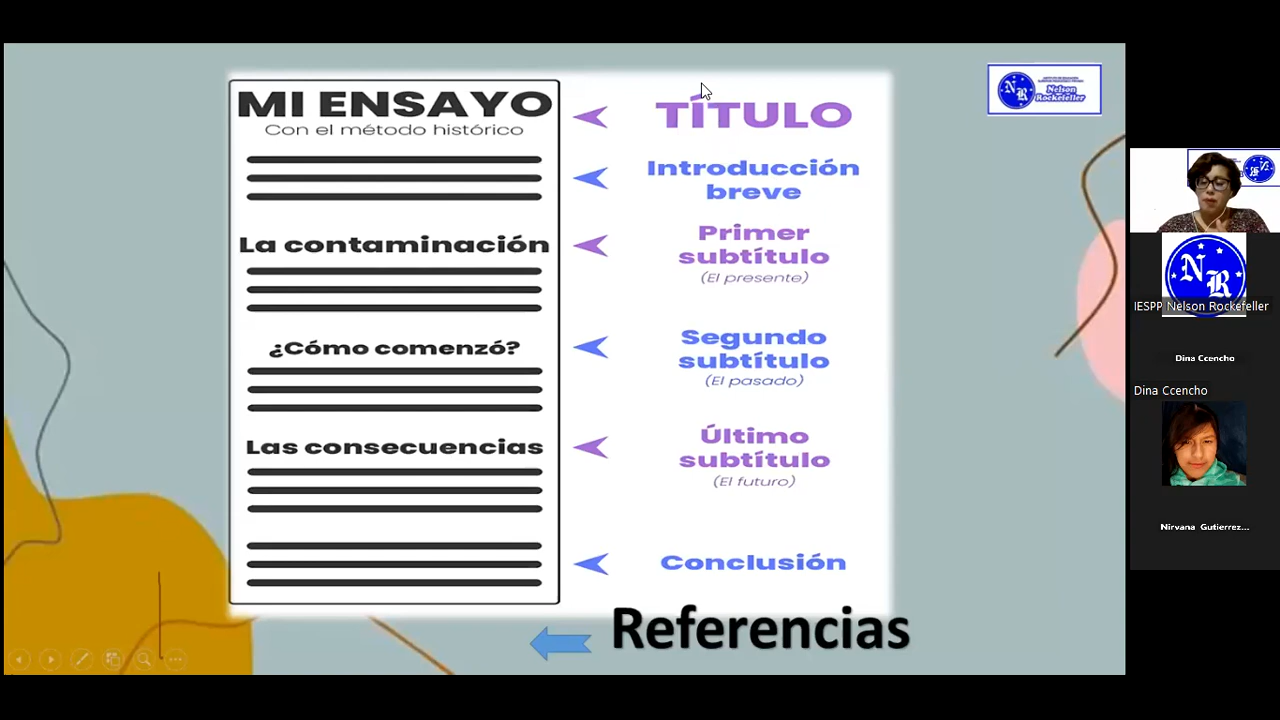 MI ENSAYO
Con el método histórico
TÍTULO
Introducción
breve
La contaminación
Primer
subtítulo
(El presente)
¿Cómo comenzó?
Segundo
subtítulo
(El pasado)
Las consecuencias
Último
subtítulo
(El futuro)
Conclusión
Referencias
NR
Nelson
Rockefeller
NR
IESPP Nelson Rockefeller
Dina Ccencho
Dina Ccencho
Nirvana Gutierrez...